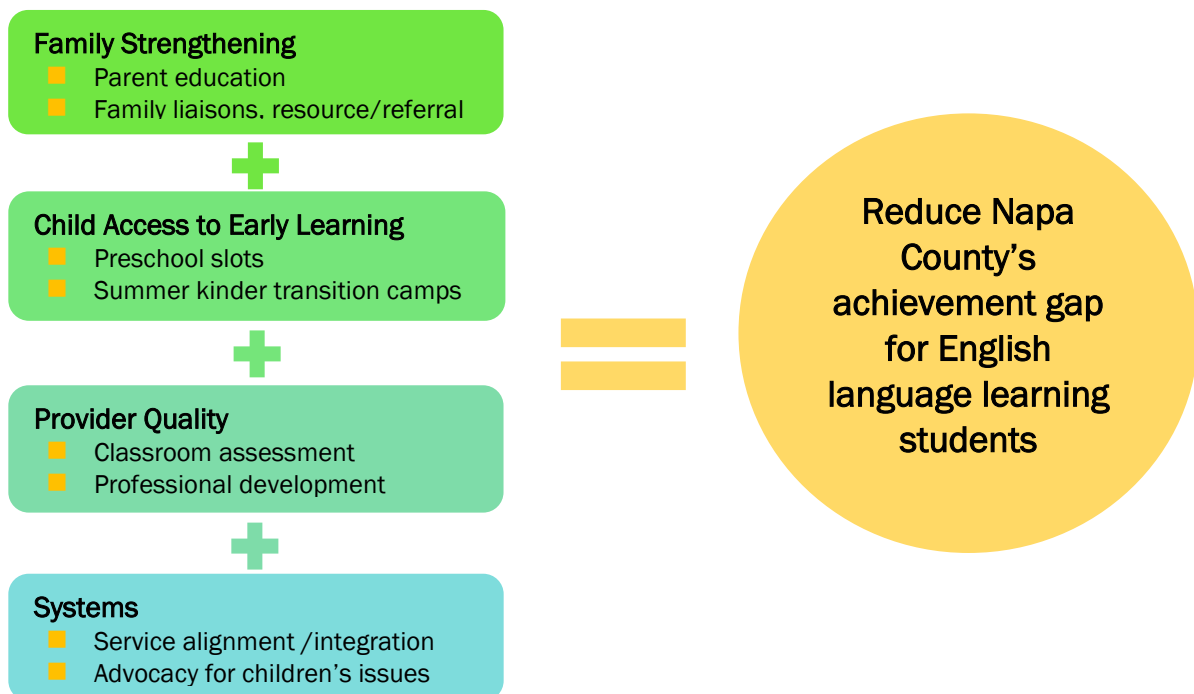 Family Strengthening
Parent education
Family liaisons, resource/referral
Child Access to Early Learning
Preschool slots
Summer kinder transition camps
Provider Quality
Classroom assessment
Professional development
Systems
Service alignment /integration
Advocacy for children’s issues
Reduce Napa
County’s
achievement gap
for English
language learning
students